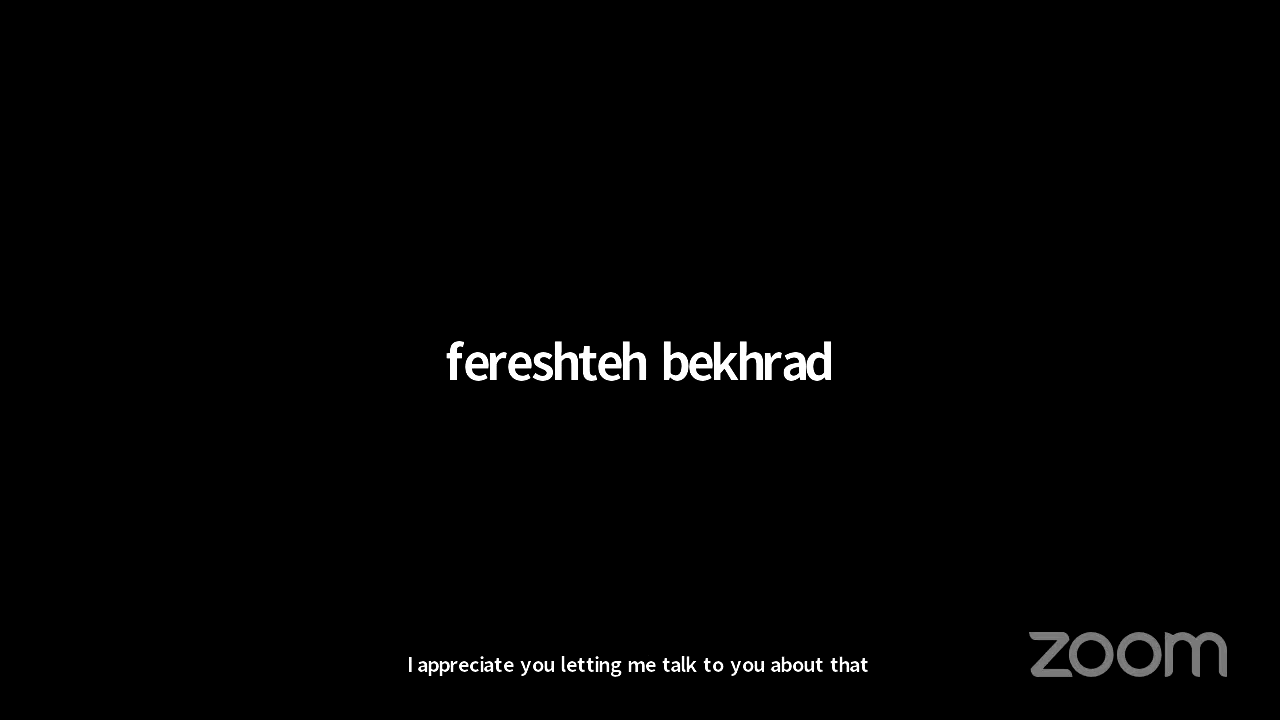 fereshteh bekhrad
I appreciate you letting me talk to you about that
zoom